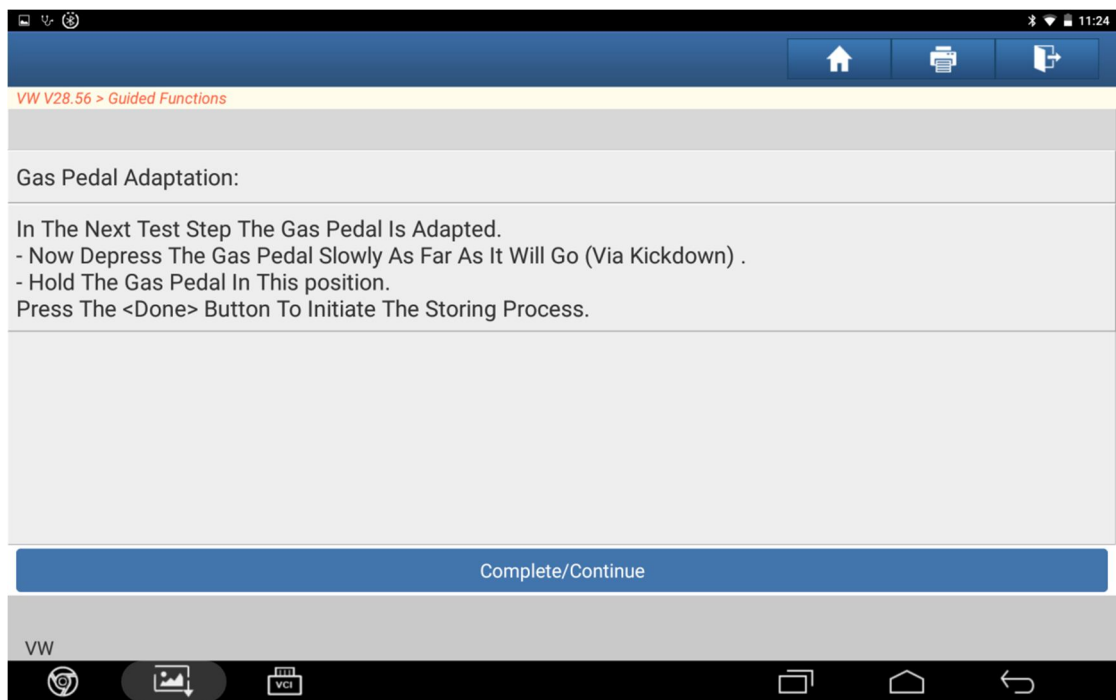 11:24
VW V28.56 > Guided Functions
Gas Pedal Adaptation:
In The Next Test Step The Gas Pedal Is Adapted.
- Now Depress The Gas Pedal Slowly As Far As It Will Go (Via Kickdown) .
- Hold The Gas Pedal In This position.
Press The <Done> Button To Initiate The Storing Process.
Complete/Continue
VW
VCI